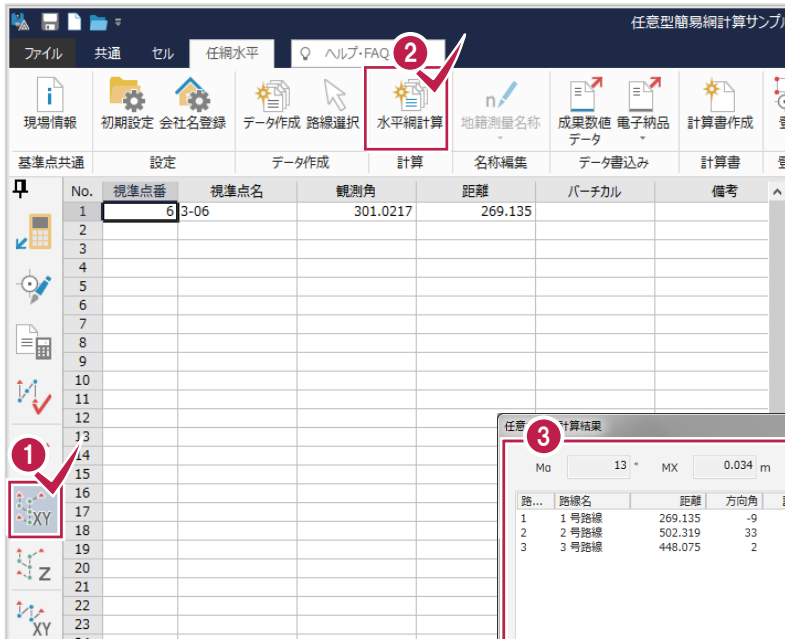 任意型簡易網計算サンプル
ファイル 共通 セル 任網水平 ヘルプ・FAQ 2
現場情報 初期設定 会社名登録 データ作成 路線選択 水平網計算 地籍測量名称 成果数値データ 電子納品 計算書作成
基準点共通 設定 データ作成 計算 名称編集 データ書込み 計算書
No. 視準点番 視準点名 観測角 距離 バーチカル 備考
1 6 3-06 301.0217 269.135
2
3
4
5
6
7
8
9
10
11
12
13
14
15
16
17
18
19
20
21
22
23
1
XY
Z
XY
3
計算結果
Mα 13 " MX 0.034 m
路... 路線名 距離 方向角
1 1 号路線 269.135 -9
2 2 号路線 502.319 33
3 3 号路線 448.075 2